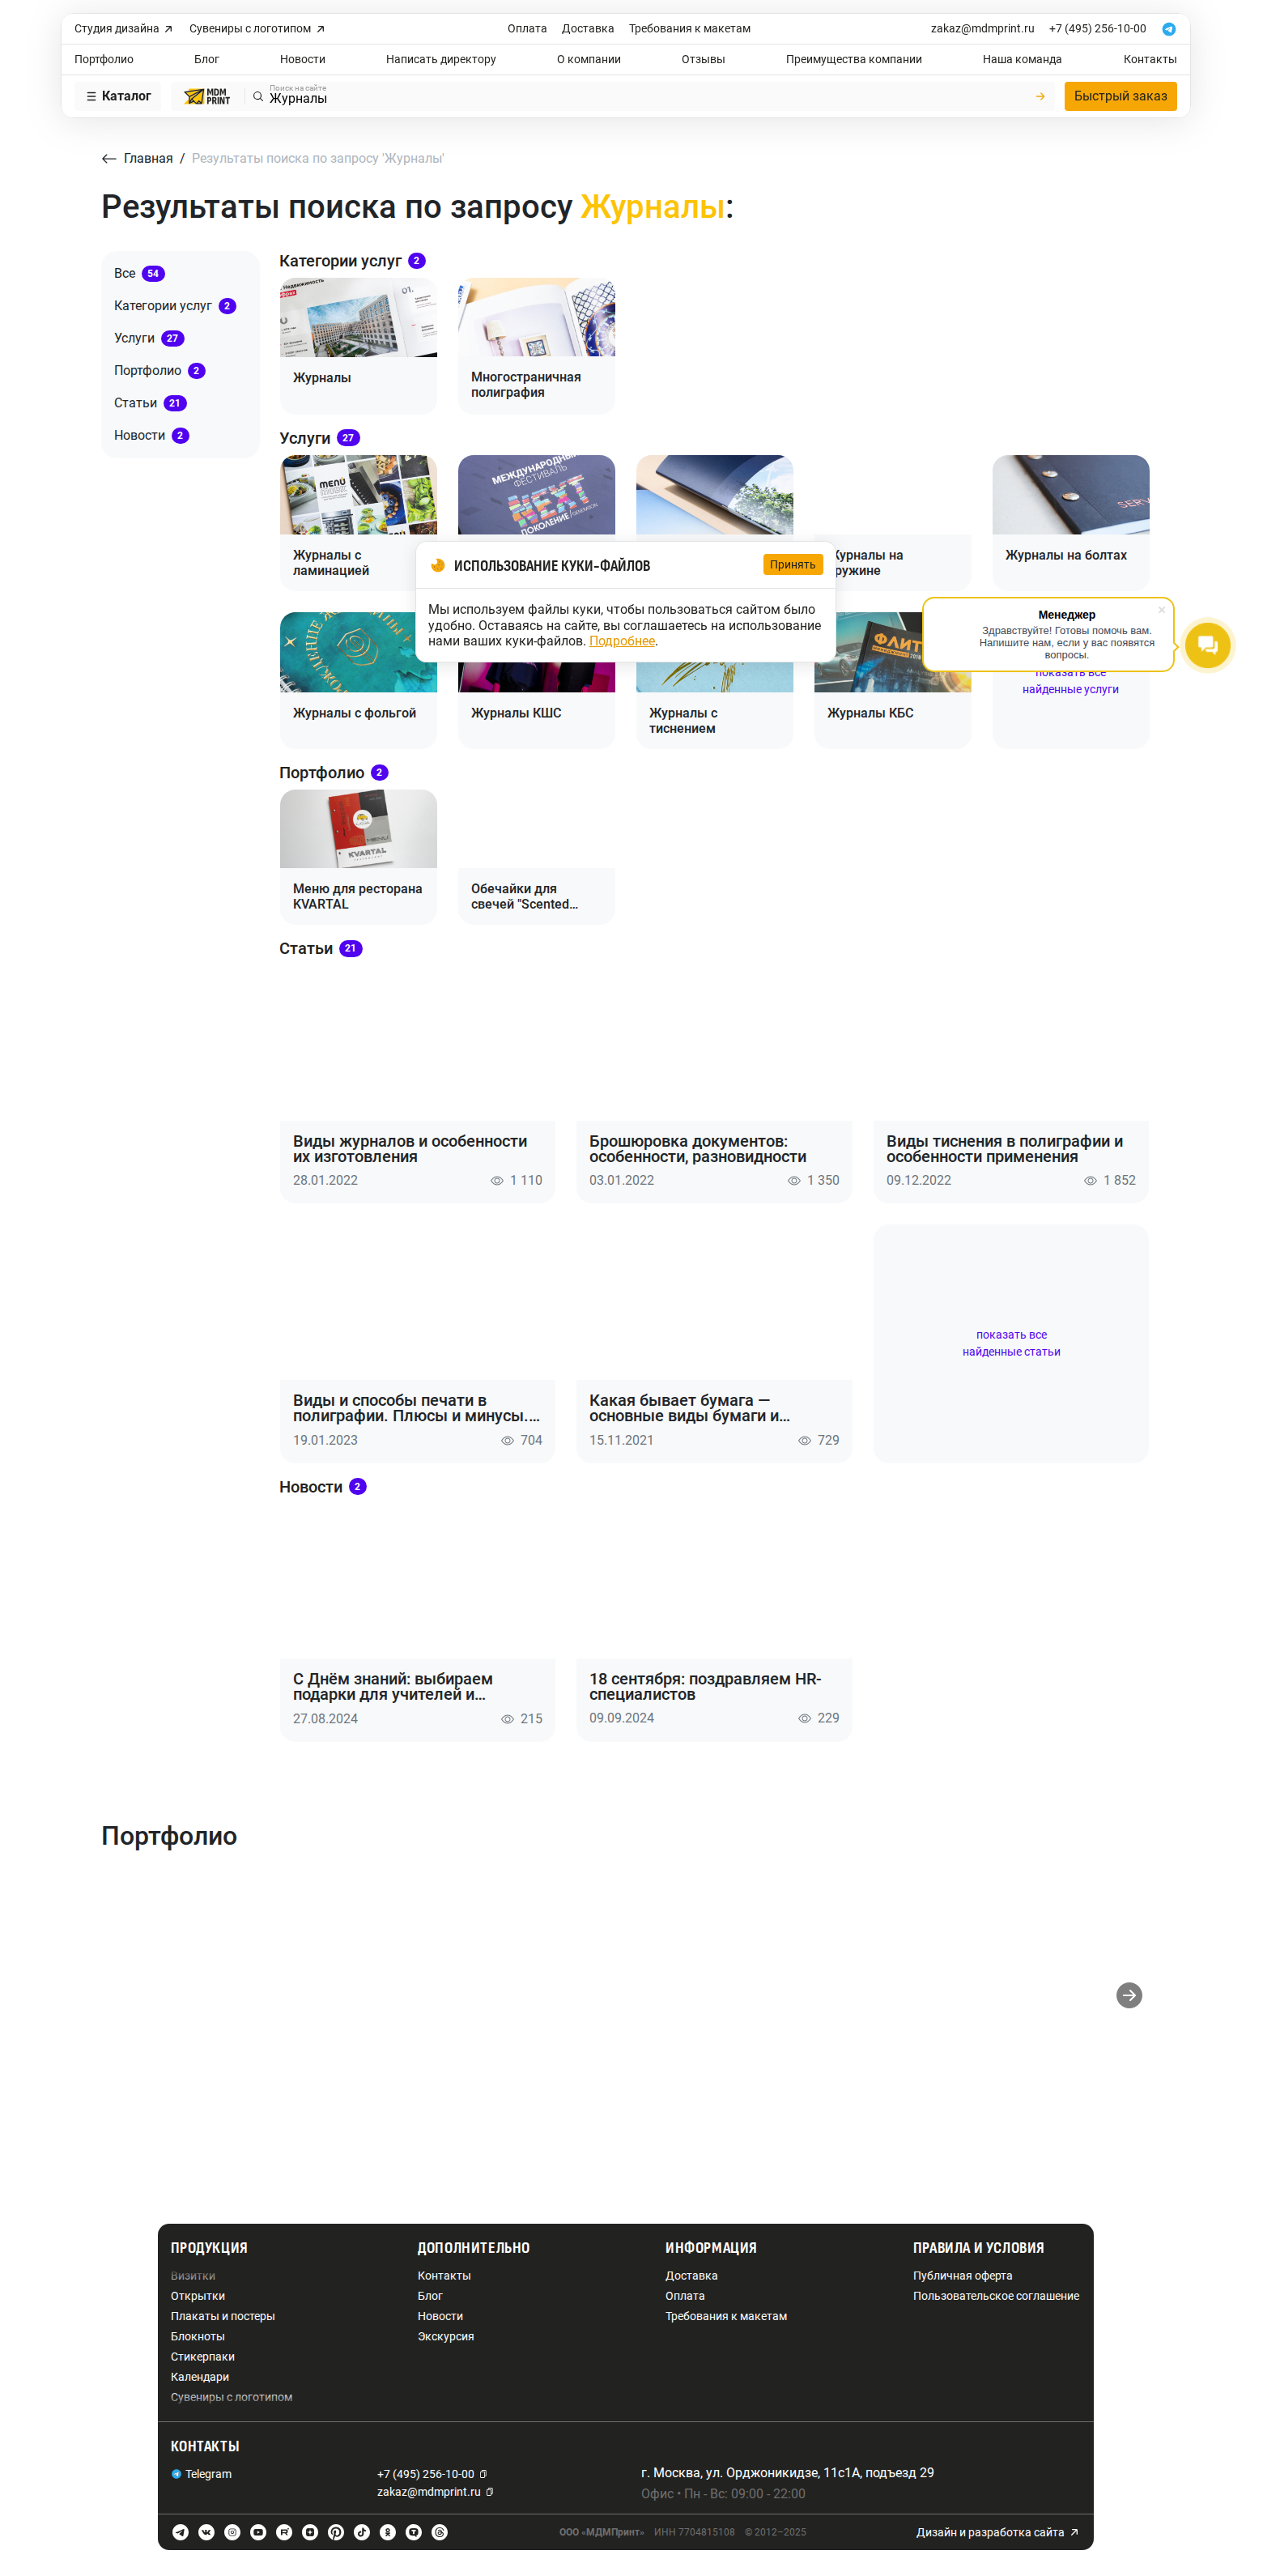 Студия дизайна
Сувениры с логотипом
Оплата
Доставка
Требования к макетам
zakaz@mdmprint.ru
+7 (495) 256-10-00
Портфолио
Блог
Новости
Написать директору
О компании
Отзывы
Преимущества компании
Наша команда
Контакты
Каталог
MDM
PRINT
Поиск на сайте
Журналы
Быстрый заказ
Главная / Результаты поиска по запросу 'Журналы'
Результаты поиска по запросу Журналы:
Все 54
Категории услуг 2
Услуги 27
Портфолио 2
Статьи 21
Новости 2
Категории услуг 2
Недвижимость
01.
Журналы
Многостраничная
полиграфия
Услуги 27
MENU
МЕЖДУНАРОДНЫЙ
ФЕСТИВАЛЬ
NEXT
ПОКОЛЕНИЕ
Журналы с
ламинацией
Журналы на
пружине
SERV
Журналы на болтах
ИСПОЛЬЗОВАНИЕ КУКИ-ФАЙЛОВ
Принять
Мы используем файлы куки, чтобы пользоваться сайтом было
удобно. Оставаясь на сайте, вы соглашаетесь на использование
нами ваших куки-файлов. Подробнее.
Менеджер
Здравствуйте! Готовы помочь вам.
Напишите нам, если у вас появятся
вопросы.
Журналы с фольгой
Журналы КШС
Журналы с
тиснением
ФЛИТ
Журналы КБС
показать все
найденные услуги
Портфолио 2
KVARTAL
Меню для ресторана
KVARTAL
Обечайки для
свечей "Scented...
Статьи 21
Виды журналов и особенности
их изготовления
28.01.2022
1 110
Брошюровка документов:
особенности, разновидности
03.01.2022
1 350
Виды тиснения в полиграфии и
особенности применения
09.12.2022
1 852
Виды и способы печати в
полиграфии. Плюсы и минусы....
19.01.2023
704
Какая бывает бумага —
основные виды бумаги и...
15.11.2021
729
показать все
найденные статьи
Новости 2
С Днём знаний: выбираем
подарки для учителей и...
27.08.2024
215
18 сентября: поздравляем HR-
специалистов
09.09.2024
229
Портфолио
ПРОДУКЦИЯ
Визитки
Открытки
Плакаты и постеры
Блокноты
Стикерпаки
Календари
Сувениры с логотипом
ДОПОЛНИТЕЛЬНО
Контакты
Блог
Новости
Экскурсия
ИНФОРМАЦИЯ
Доставка
Оплата
Требования к макетам
ПРАВИЛА И УСЛОВИЯ
Публичная оферта
Пользовательское соглашение
КОНТАКТЫ
Telegram
+7 (495) 256-10-00
zakaz@mdmprint.ru
г. Москва, ул. Орджоникидзе, 11с1А, подъезд 29
Офис • Пн - Вс: 09:00 - 22:00
ООО «МДМПринт»
ИНН 7704815108
© 2012–2025
Дизайн и разработка сайта